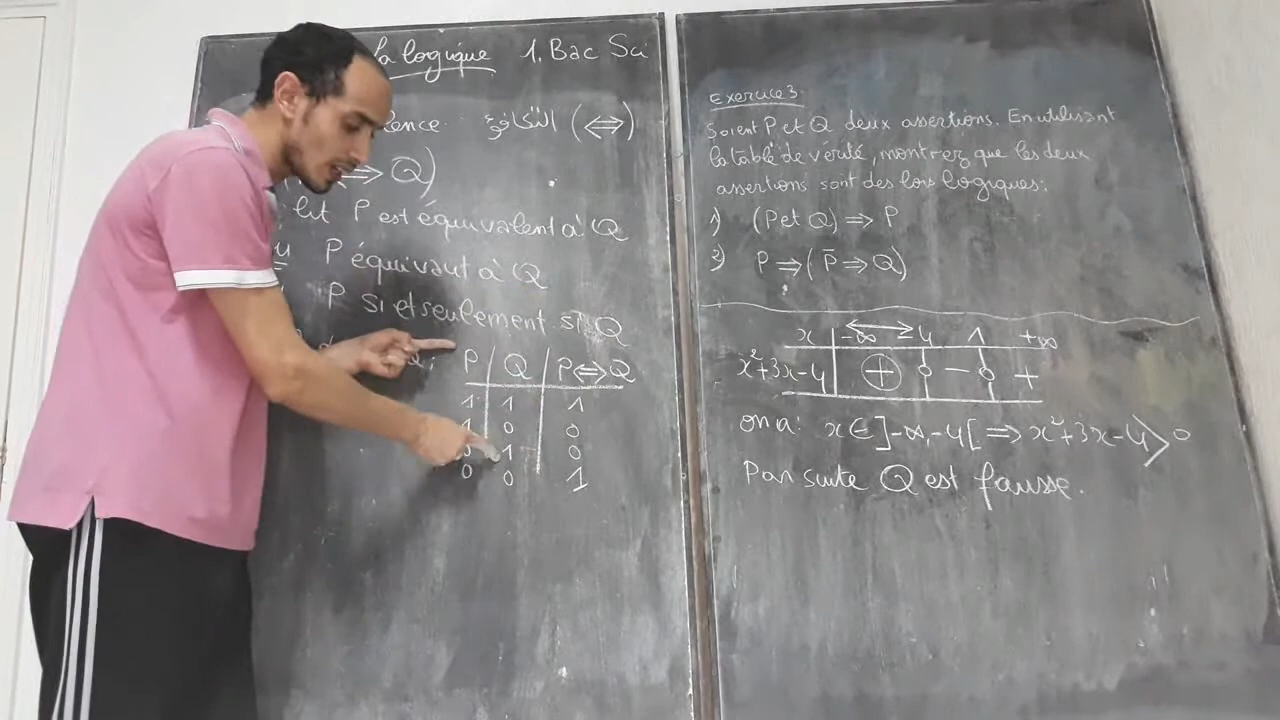 la logique 1. Bac Sci
lence التكافؤ (⇔)
⇒ Q)
lit P est équivalent à Q
u P équivaut à Q
P si et seulement si Q
P | Q | P⇔Q
1 | 1 | 1
1 | 0 | 0
0 | 1 | 0
0 | 0 | 1
Exercice 3
Soient P et Q deux assertions. En utilisant
la table de vérité, montrez que les deux
assertions sont des lois logiques:
1) (P et Q) ⇒ P
2) P ⇒ (P̄ ⇒ Q)
x | -∞ -4 1 +∞
x²+3x-4 | + 0 - 0 +
on a: x ∈ ]-∞,-4[ ⇒ x²+3x-4 > 0
Par suite Q est fausse.